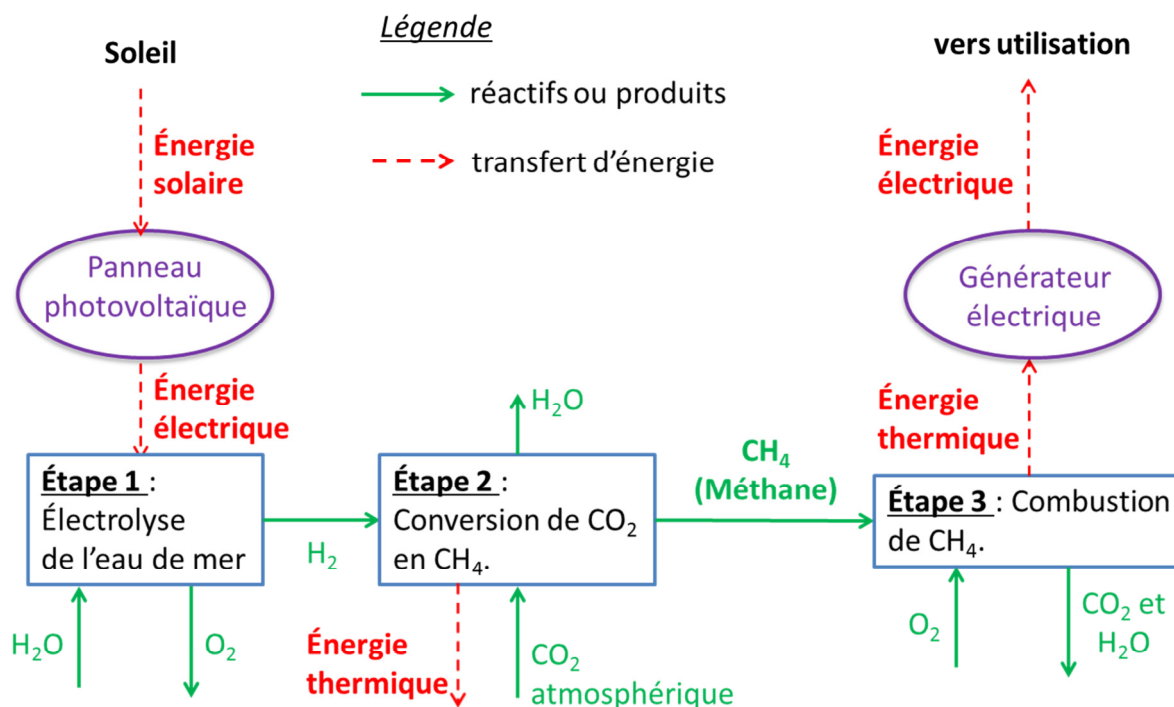 Légende
Soleil
vers utilisation
réactifs ou produits
transfert d'énergie
Énergie
solaire
Énergie
électrique
Panneau
photovoltaïque
Générateur
électrique
Énergie
électrique
Énergie
thermique
H₂O
CH₄
(Méthane)
Étape 1 :
Électrolyse
de l'eau de mer
H₂
Étape 2 :
Conversion de CO₂
en CH₄.
Étape 3 : Combustion
de CH₄.
H₂O
O₂
Énergie
thermique
CO₂
atmosphérique
O₂
CO₂ et
H₂O